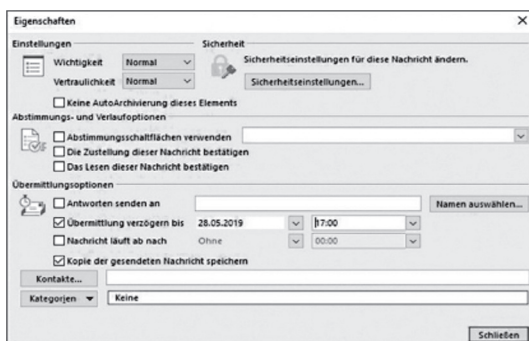 Eigenschaften
Einstellungen Sicherheit
Wichtigkeit Normal Sicherheitseinstellungen für diese Nachricht ändern.
Vertraulichkeit Normal Sicherheitseinstellungen...
Keine AutoArchivierung dieses Elements
Abstimmungs- und Verlaufoptionen
Abstimmungsschaltflächen verwenden
Die Zustellung dieser Nachricht bestätigen
Das Lesen dieser Nachricht bestätigen
Übermittlungsoptionen
Antworten senden an Namen auswählen...
Übermittlung verzögern bis 28.05.2019 17:00
Nachricht läuft ab nach Ohne 00:00
Kopie der gesendeten Nachricht speichern
Kontakte...
Kategorien Keine
Schließen